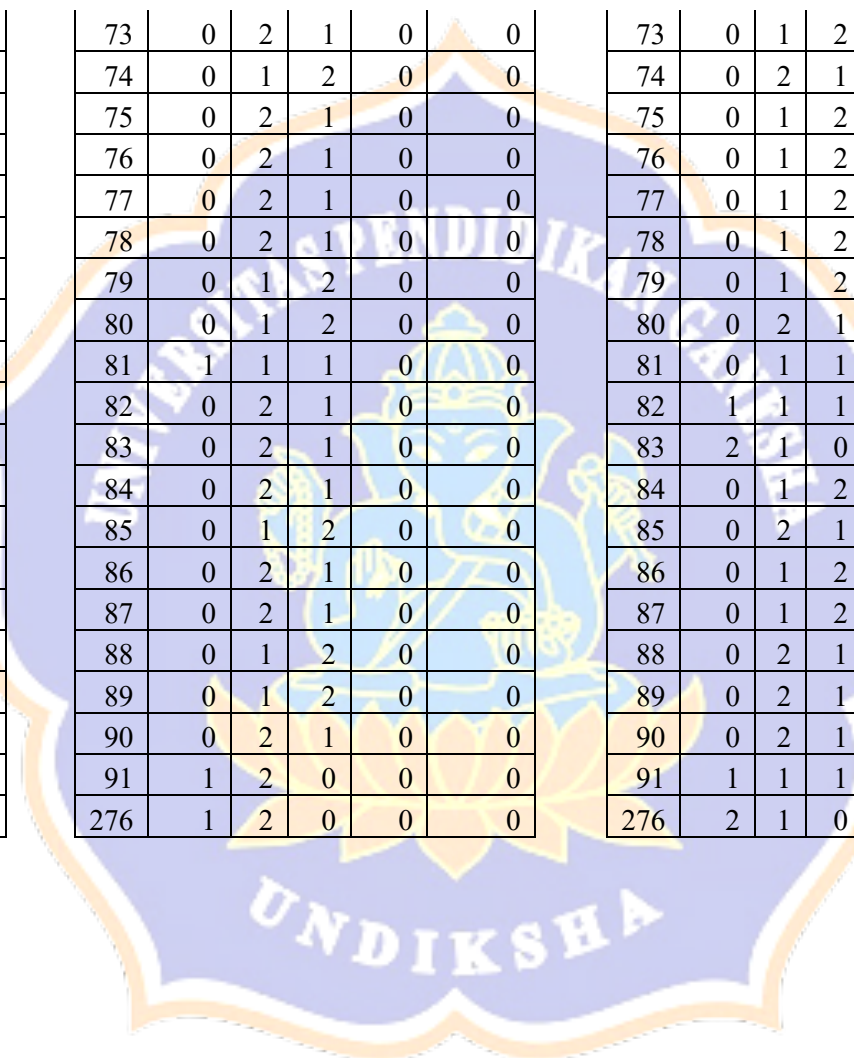 73 0 2 1 0 0 73 0 1 2
74 0 1 2 0 0 74 0 2 1
75 0 2 1 0 0 75 0 1 2
76 0 2 1 0 0 76 0 1 2
77 0 2 1 0 0 77 0 1 2
78 0 2 1 0 0 78 0 1 2
79 0 1 2 0 0 79 0 1 2
80 0 1 2 0 0 80 0 2 1
81 1 1 1 0 0 81 0 1 1
82 0 2 1 0 0 82 1 1 1
83 0 2 1 0 0 83 2 1 0
84 0 2 1 0 0 84 0 1 2
85 0 1 2 0 0 85 0 2 1
86 0 2 1 0 0 86 0 1 2
87 0 2 1 0 0 87 0 1 2
88 0 1 2 0 0 88 0 2 1
89 0 1 2 0 0 89 0 2 1
90 0 2 1 0 0 90 0 2 1
91 1 2 0 0 0 91 1 1 1
276 1 2 0 0 0 276 2 1 0
UNIVERSITAS PENDIDIKAN GANESHA
UNDIKSHA